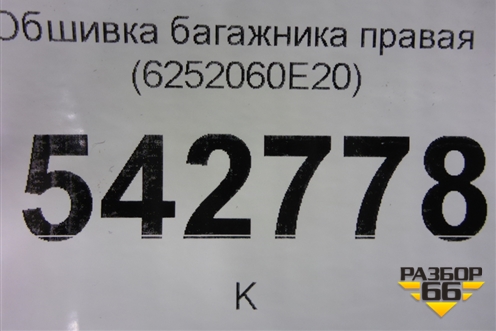 Обшивка багажника правая
(6252060E20)
542778
К
РАЗБОР
66